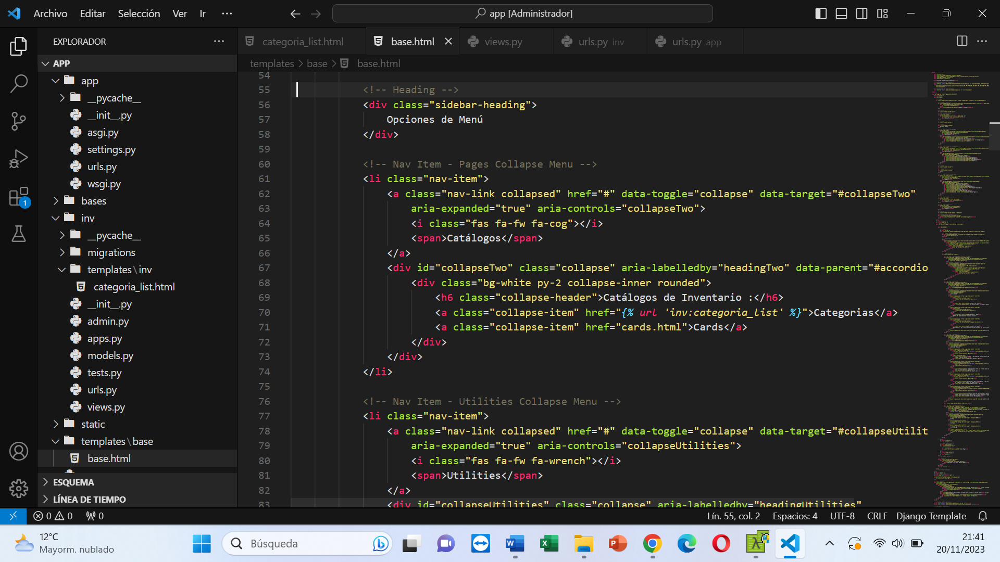 Archivo Editar Selección Ver Ir ··· app [Administrador]
EXPLORADOR ···
APP
app
__pycache__
__init__.py
asgi.py
settings.py
urls.py
wsgi.py
bases
inv
__pycache__
migrations
templates\inv
categoria_list.html
__init__.py
admin.py
apps.py
models.py
tests.py
urls.py
views.py
static
templates\base
base.html
ESQUEMA
LÍNEA DE TIEMPO
categoria_list.html base.html views.py urls.py inv urls.py app
templates > base > base.html
54
55 <!-- Heading -->
56 <div class="sidebar-heading">
57 Opciones de Menú
58 </div>
59
60 <!-- Nav Item - Pages Collapse Menu -->
61 <li class="nav-item">
62 <a class="nav-link collapsed" href="#" data-toggle="collapse" data-target="#collapseTwo"
63 aria-expanded="true" aria-controls="collapseTwo">
64 <i class="fas fa-fw fa-cog"></i>
65 <span>Catálogos</span>
66 </a>
67 <div id="collapseTwo" class="collapse" aria-labelledby="headingTwo" data-parent="#accordio
68 <div class="bg-white py-2 collapse-inner rounded">
69 <h6 class="collapse-header">Catálogos de Inventario :</h6>
70 <a class="collapse-item" href="{% url 'inv:categoria_list' %}">Categorias</a>
71 <a class="collapse-item" href="cards.html">Cards</a>
72 </div>
73 </div>
74 </li>
75
76 <!-- Nav Item - Utilities Collapse Menu -->
77 <li class="nav-item">
78 <a class="nav-link collapsed" href="#" data-toggle="collapse" data-target="#collapseUtilit
79 aria-expanded="true" aria-controls="collapseUtilities">
80 <i class="fas fa-fw fa-wrench"></i>
81 <span>Utilities</span>
82 </a>
83 <div id="collapseUtilities" class="collapse" aria-labelledby="headingUtilities"
1
0 0 0 Lín. 55, col. 2 Espacios: 4 UTF-8 CRLF Django Template
12°C
Mayorm. nublado
Búsqueda
21:41
20/11/2023